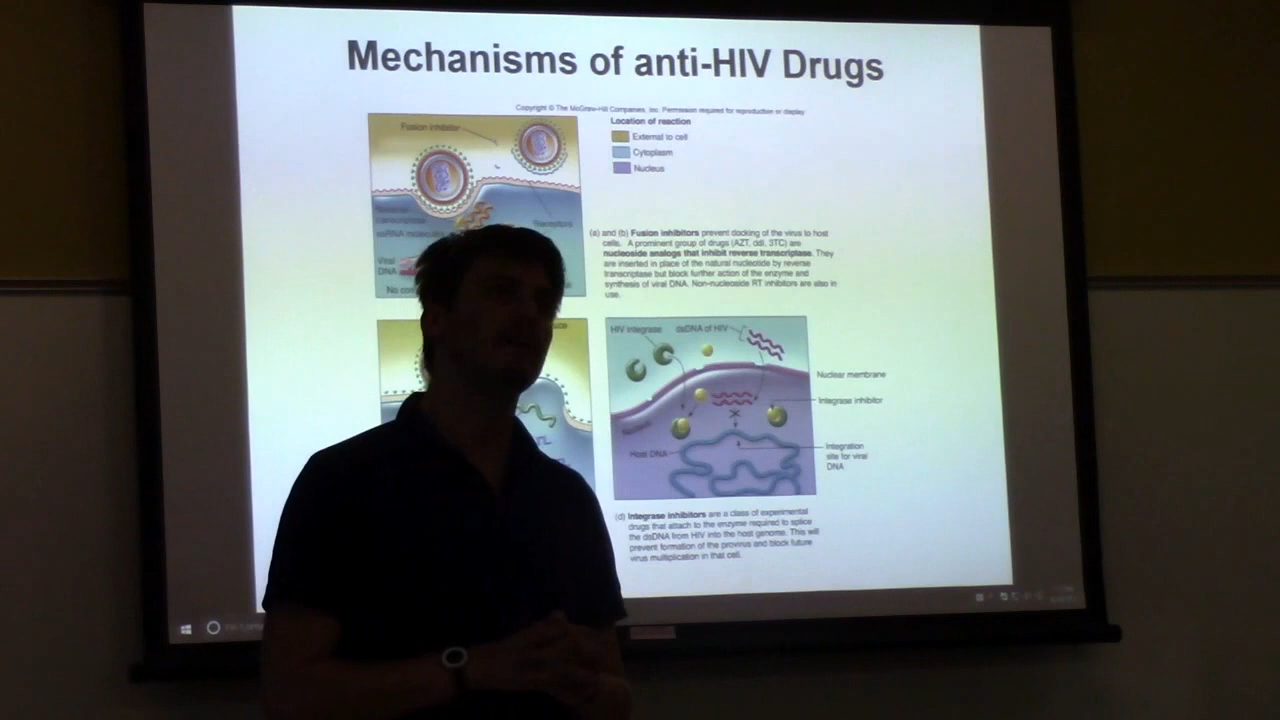 Mechanisms of anti-HIV Drugs
Copyright © The McGraw-Hill Companies, Inc. Permission required for reproduction or display
Location of reaction
External to cell
Cytoplasm
Nucleus
Fusion inhibitor
Receptors
ssRNA molecules
Viral
DNA
(a) and (b) Fusion inhibitors prevent docking of the virus to host
cells. A prominent group of drugs (AZT, ddI, 3TC) are
nucleoside analogs that inhibit reverse transcriptase. They
are inserted in place of the natural nucleotide by reverse
transcriptase but block further action of the enzyme and
synthesis of viral DNA. Non-nucleoside RT inhibitors are also in
use.
HIV integrase
dsDNA of HIV
Nuclear membrane
Integrase inhibitor
Host DNA
Integration
site for viral
DNA
(d) Integrase inhibitors are a class of experimental
drugs that attach to the enzyme required to splice
the dsDNA from HIV into the host genome. This will
prevent formation of the provirus and block future
virus multiplication in that cell.